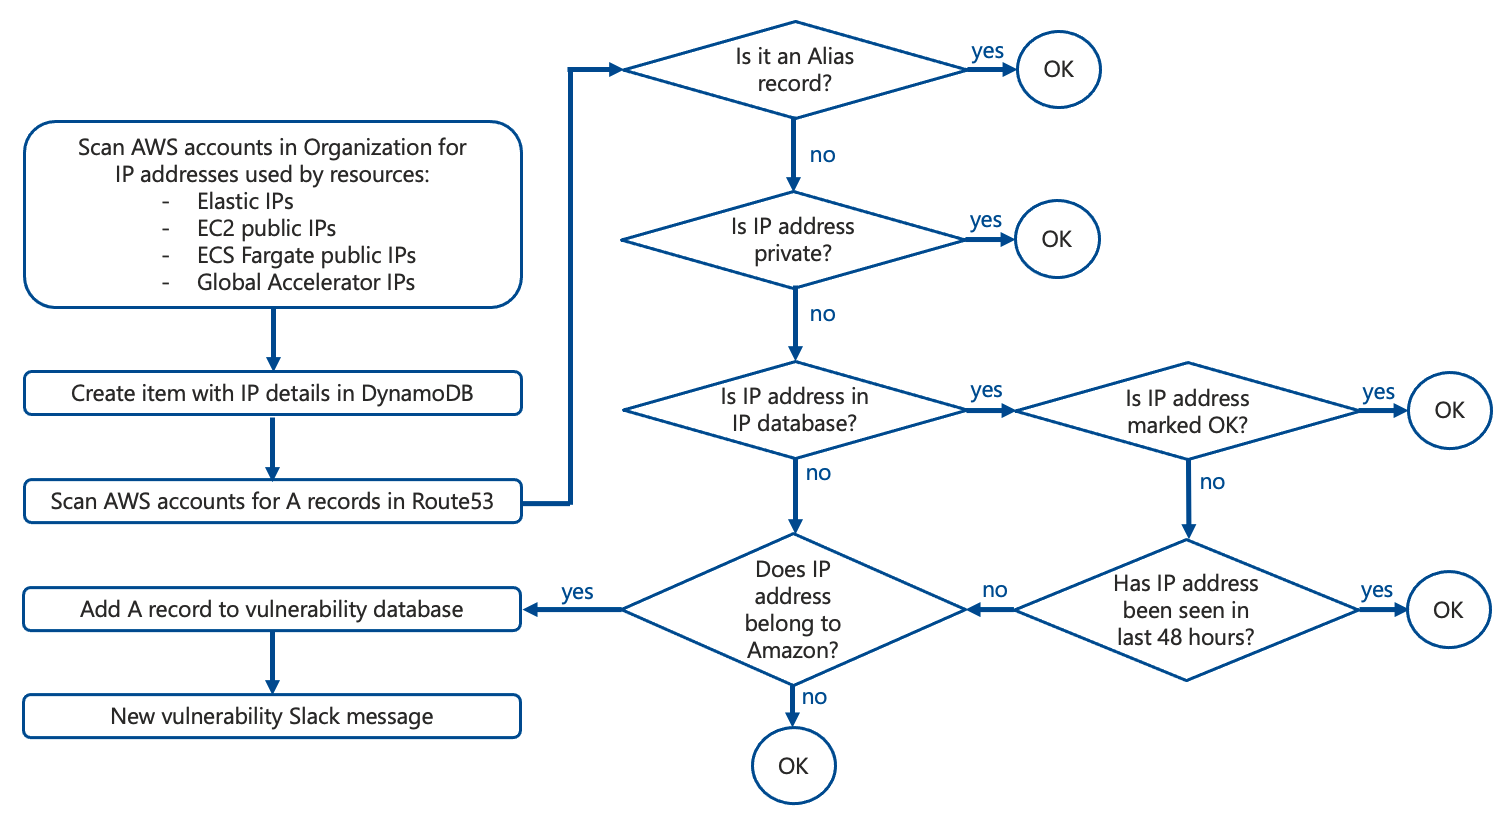 Scan AWS accounts in Organization for
IP addresses used by resources:
- Elastic IPs
- EC2 public IPs
- ECS Fargate public IPs
- Global Accelerator IPs
Create item with IP details in DynamoDB
Scan AWS accounts for A records in Route53
Is it an Alias
record?
yes
OK
no
Is IP address
private?
yes
OK
no
Is IP address in
IP database?
yes
Is IP address
marked OK?
yes
OK
no
no
Has IP address
been seen in
last 48 hours?
yes
OK
no
Does IP
address
belong to
Amazon?
yes
no
OK
Add A record to vulnerability database
New vulnerability Slack message